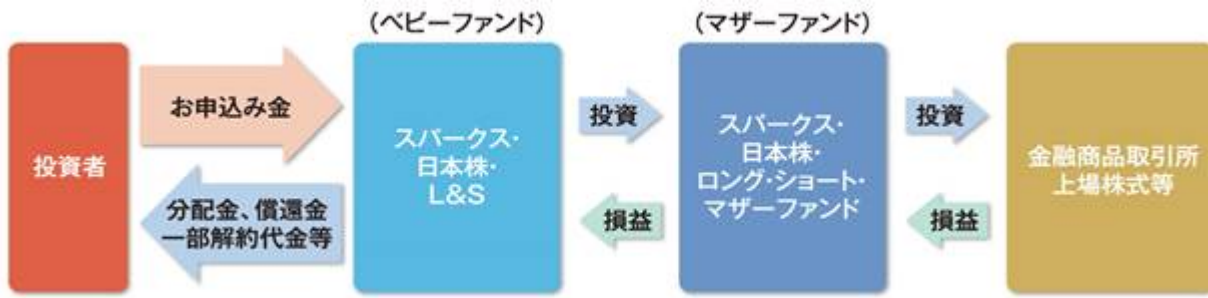 (ベビーファンド)
(マザーファンド)
投資者
お申込み金
分配金、償還金
一部解約代金等
スパークス・
日本株・
L&S
投資
損益
スパークス・
日本株・
ロング・ショート・
マザーファンド
投資
損益
金融商品取引所
上場株式等